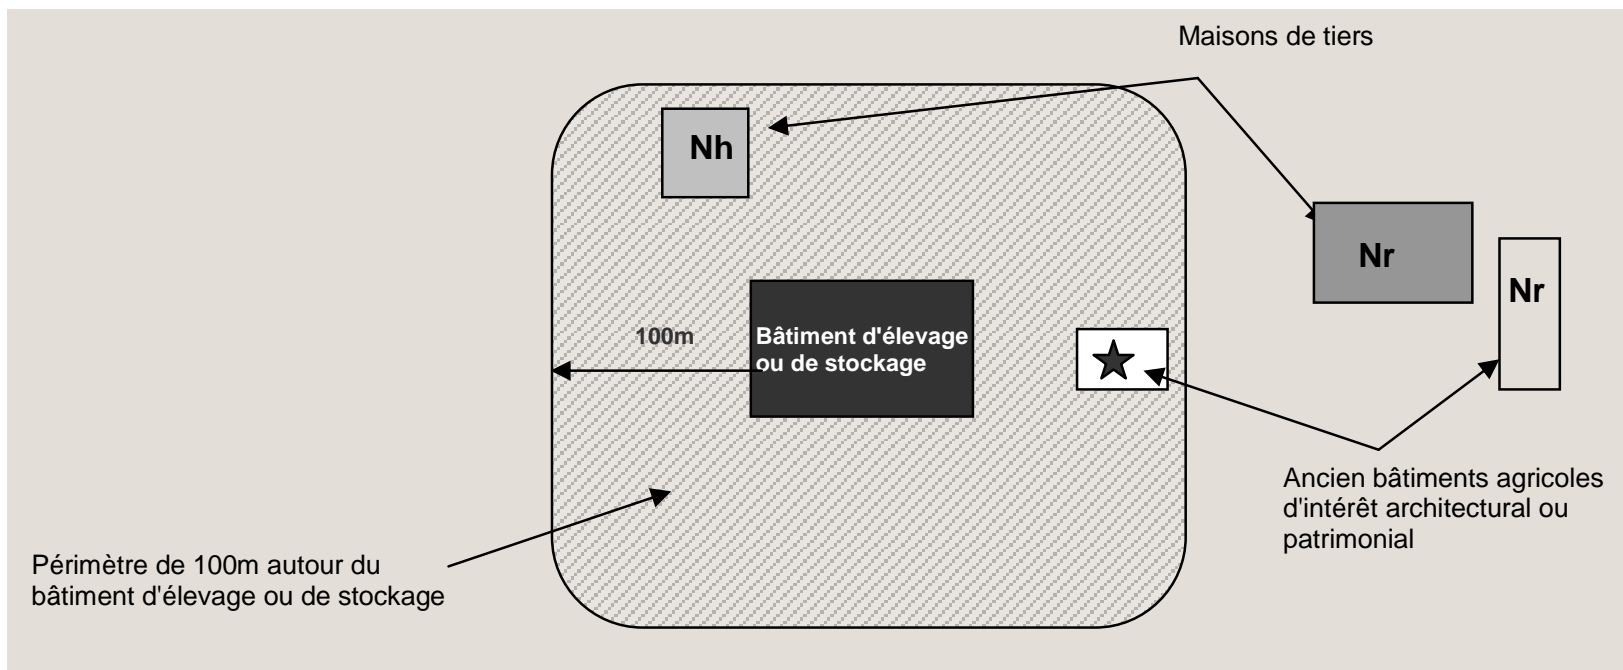 Maisons de tiers
Nh
Nr
Nr
100m
Bâtiment d'élevage
ou de stockage
Ancien bâtiments agricoles
d'intérêt architectural ou
patrimonial
Périmètre de 100m autour du
bâtiment d'élevage ou de stockage